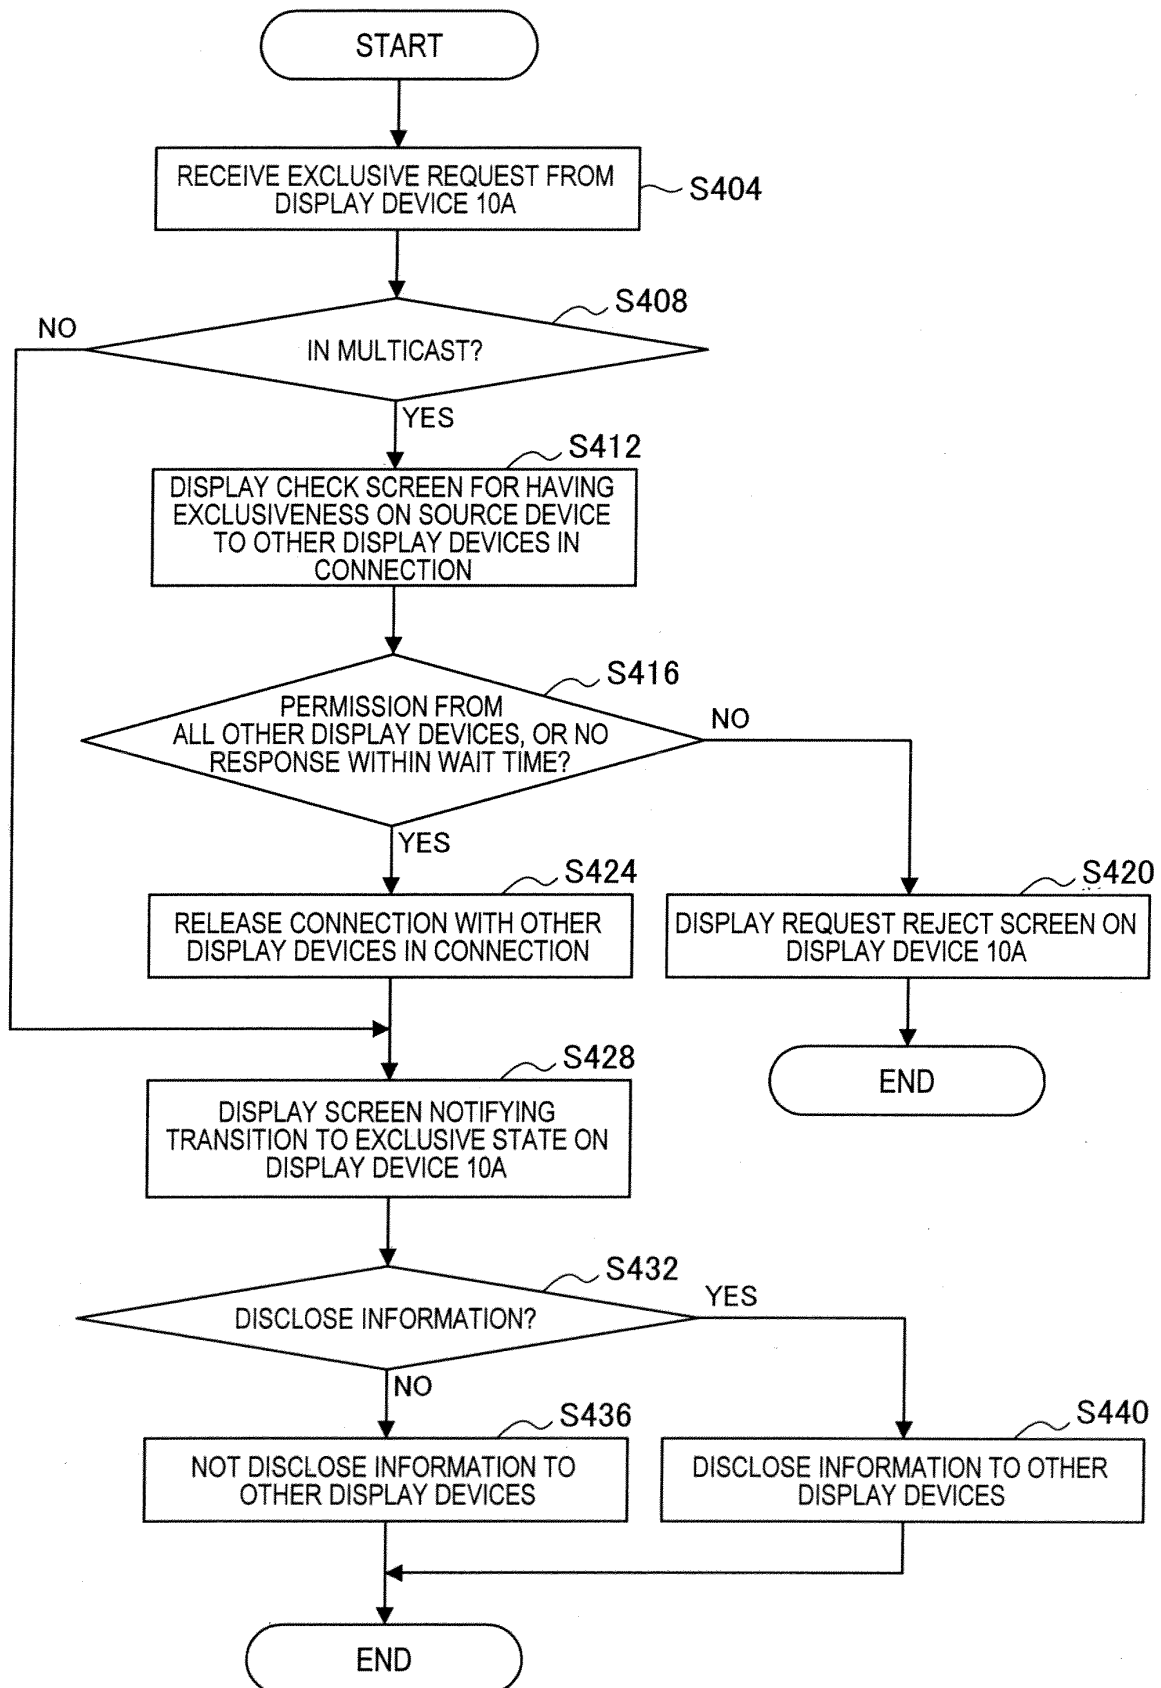 START
RECEIVE EXCLUSIVE REQUEST FROM
DISPLAY DEVICE 10A
S404
S408
NO
IN MULTICAST?
YES
S412
DISPLAY CHECK SCREEN FOR HAVING
EXCLUSIVENESS ON SOURCE DEVICE
TO OTHER DISPLAY DEVICES IN
CONNECTION
S416
PERMISSION FROM
ALL OTHER DISPLAY DEVICES, OR NO
RESPONSE WITHIN WAIT TIME?
NO
YES
S424
RELEASE CONNECTION WITH OTHER
DISPLAY DEVICES IN CONNECTION
S420
DISPLAY REQUEST REJECT SCREEN ON
DISPLAY DEVICE 10A
END
S428
DISPLAY SCREEN NOTIFYING
TRANSITION TO EXCLUSIVE STATE ON
DISPLAY DEVICE 10A
S432
DISCLOSE INFORMATION?
YES
NO
S436
NOT DISCLOSE INFORMATION TO
OTHER DISPLAY DEVICES
S440
DISCLOSE INFORMATION TO OTHER
DISPLAY DEVICES
END